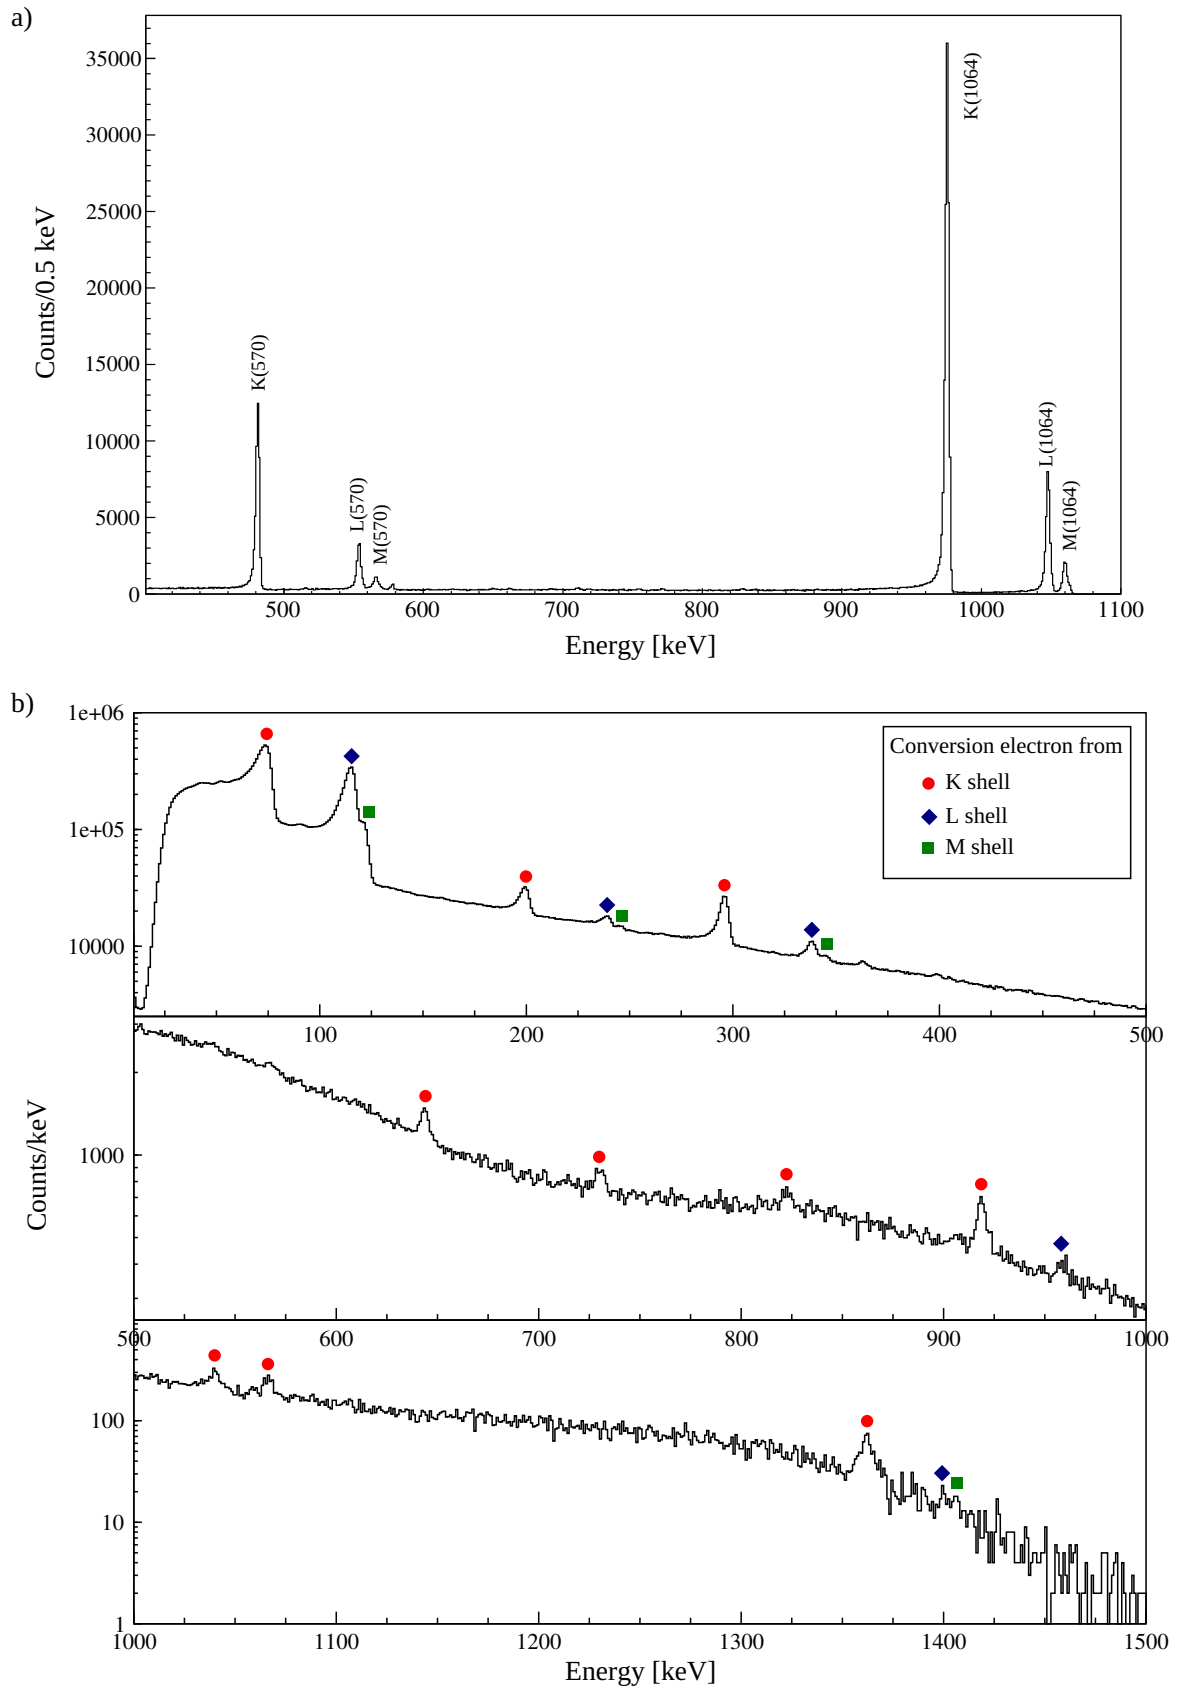 a)
35000
30000
25000
20000
15000
10000
5000
0
Counts/0.5 keV
K(570)
L(570)
M(570)
K(1064)
L(1064)
M(1064)
500 600 700 800 900 1000 1100
Energy [keV]
b)
1e+06
1e+05
10000
Conversion electron from
K shell
L shell
M shell
100 200 300 400 500
1000
Counts/keV
500 600 700 800 900 1000
100
10
1
1000 1100 1200 1300 1400 1500
Energy [keV]